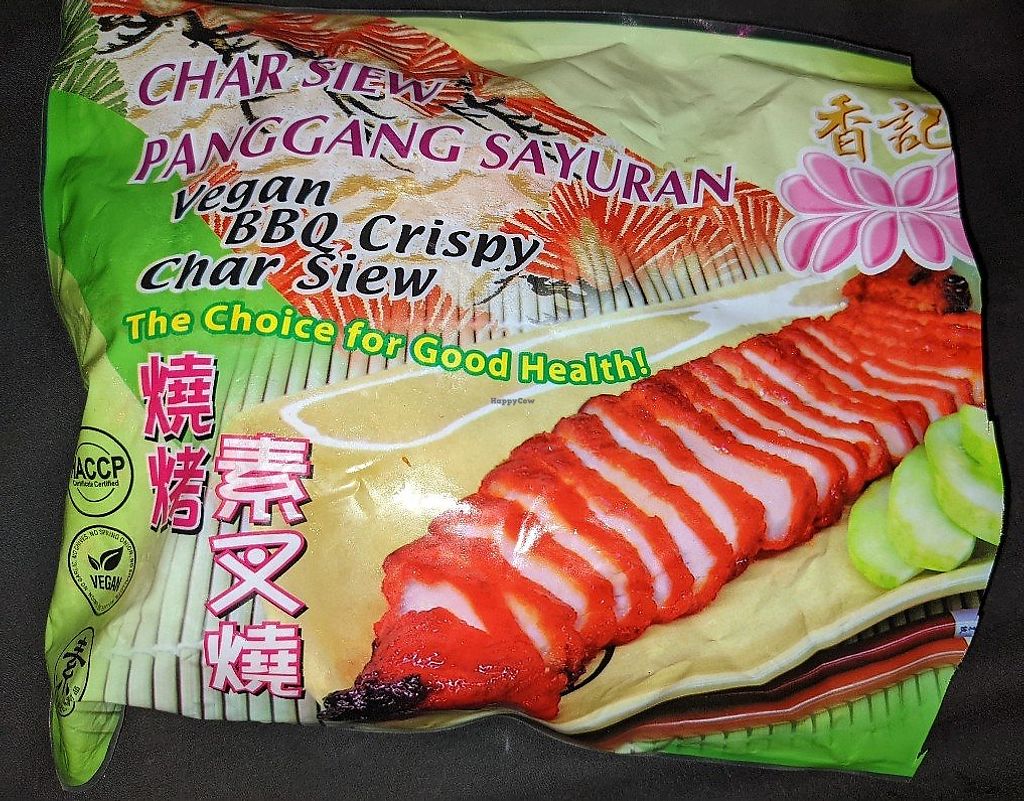 CHAR SIEW
PANGGANG SAYURAN
Vegan
BBQ Crispy
Char Siew
The Choice for Good Health!
香記
燒烤
素叉燒
HappyCow
HACCP
Certificate Certified
VEGAN